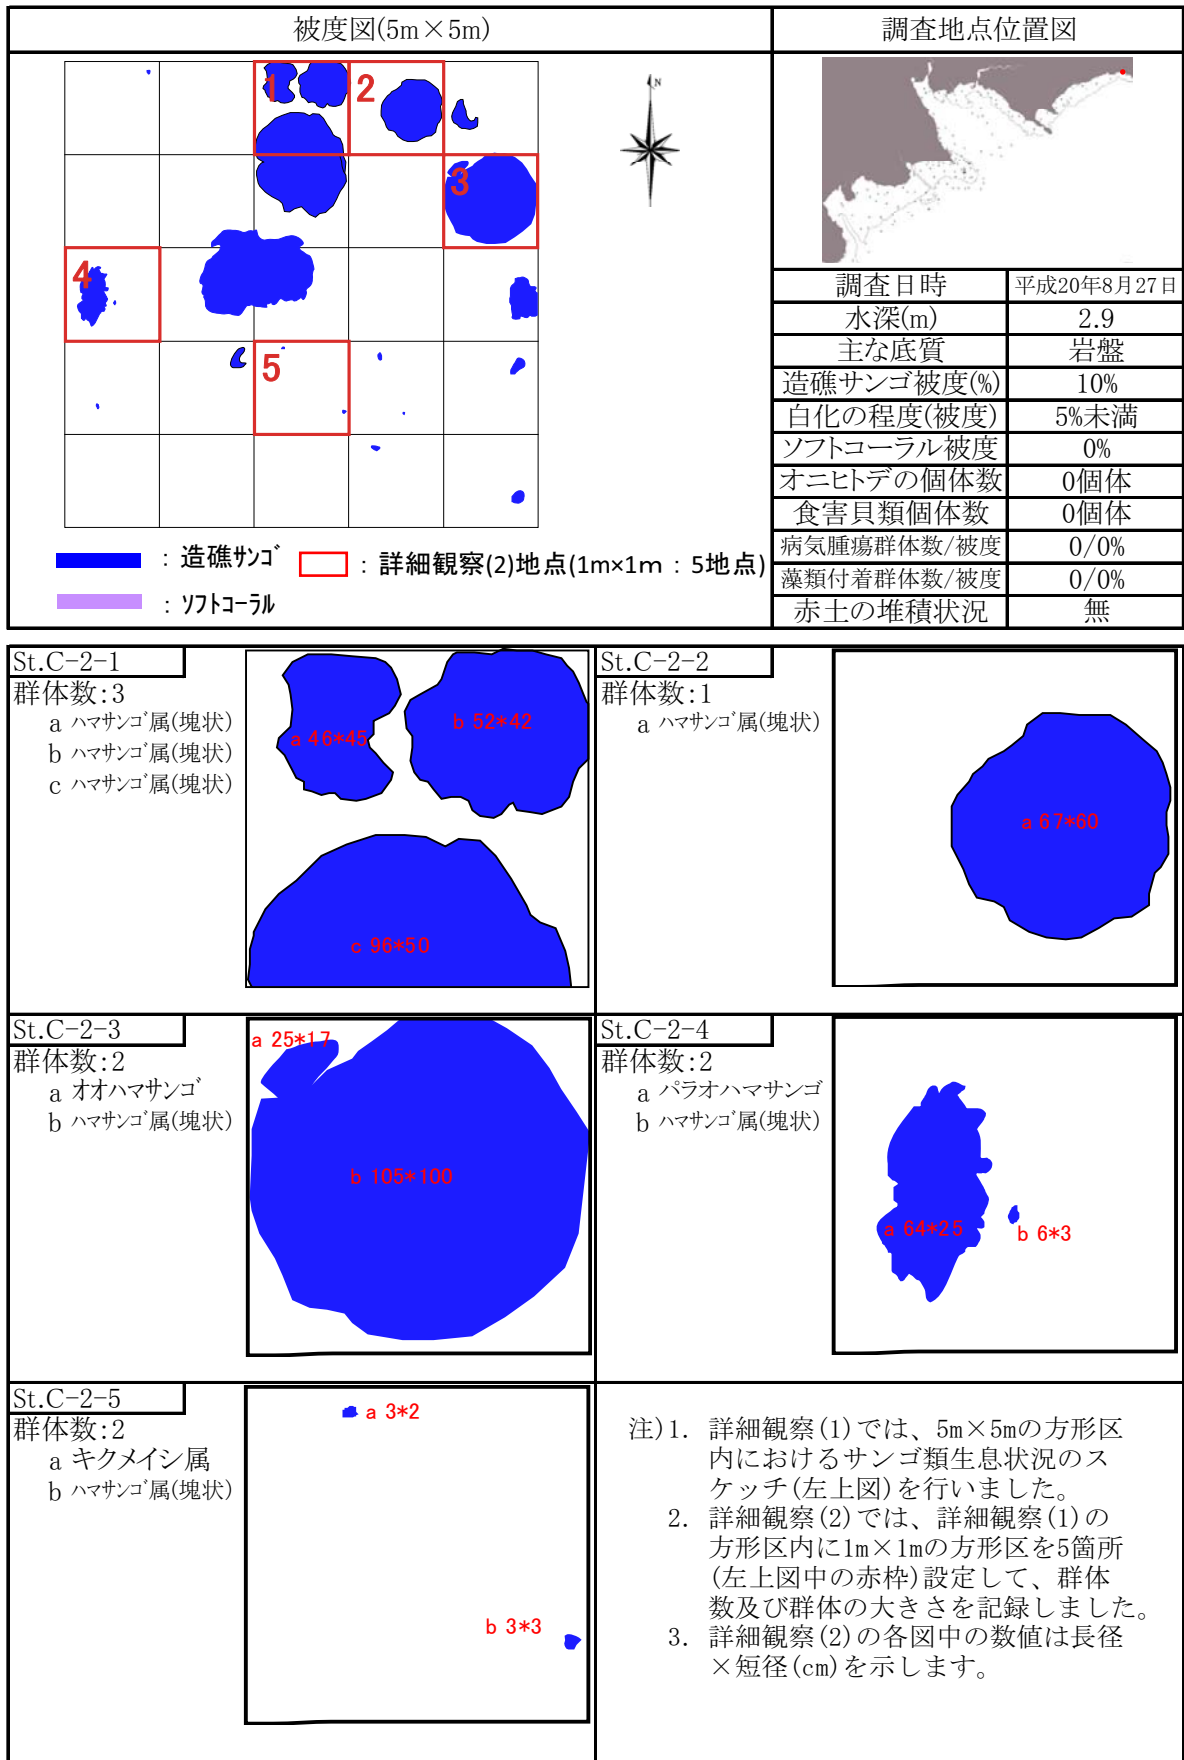 被度図(5m×5m)
調査地点位置図
1
2
3
4
5
N
：造礁サンゴ
：詳細観察(2)地点(1m×1m：5地点)
：ソフトコーラル
調査日時 平成20年8月27日
水深(m) 2.9
主な底質 岩盤
造礁サンゴ被度(%) 10%
白化の程度(被度) 5%未満
ソフトコーラル被度 0%
オニヒトデの個体数 0個体
食害貝類個体数 0個体
病気腫瘍群体数/被度 0/0%
藻類付着群体数/被度 0/0%
赤土の堆積状況 無
St.C-2-1
群体数:3
a ハマサンゴ属(塊状)
b ハマサンゴ属(塊状)
c ハマサンゴ属(塊状)
a 46*45
b 52*42
c 96*50
St.C-2-2
群体数:1
a ハマサンゴ属(塊状)
a 67*60
St.C-2-3
群体数:2
a オオハマサンゴ
b ハマサンゴ属(塊状)
a 25*17
b 105*100
St.C-2-4
群体数:2
a パラオハマサンゴ
b ハマサンゴ属(塊状)
a 64*25
b 6*3
St.C-2-5
群体数:2
a キクメイシ属
b ハマサンゴ属(塊状)
a 3*2
b 3*3
注)1. 詳細観察(1)では、5m×5mの方形区
内におけるサンゴ類生息状況のス
ケッチ(左上図)を行いました。
2. 詳細観察(2)では、詳細観察(1)の
方形区内に1m×1mの方形区を5箇所
(左上図中の赤枠)設定して、群体
数及び群体の大きさを記録しました。
3. 詳細観察(2)の各図中の数値は長径
×短径(cm)を示します。